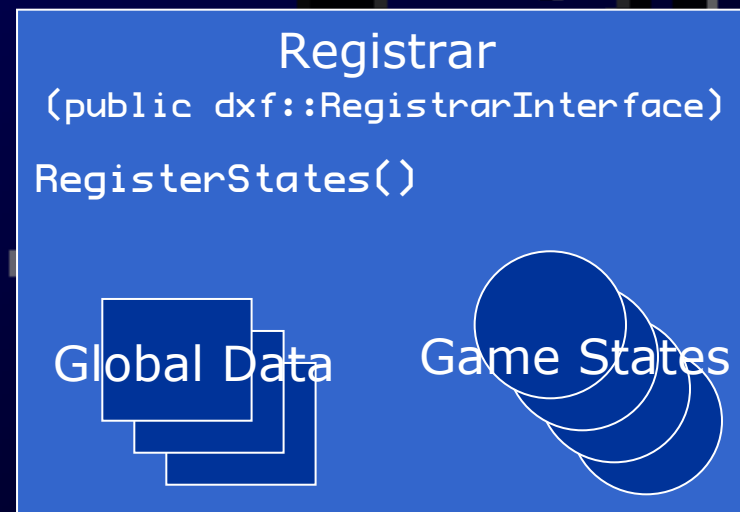 Registrar
(public dxf::RegistrarInterface)
RegisterStates()
Global Data
Game States